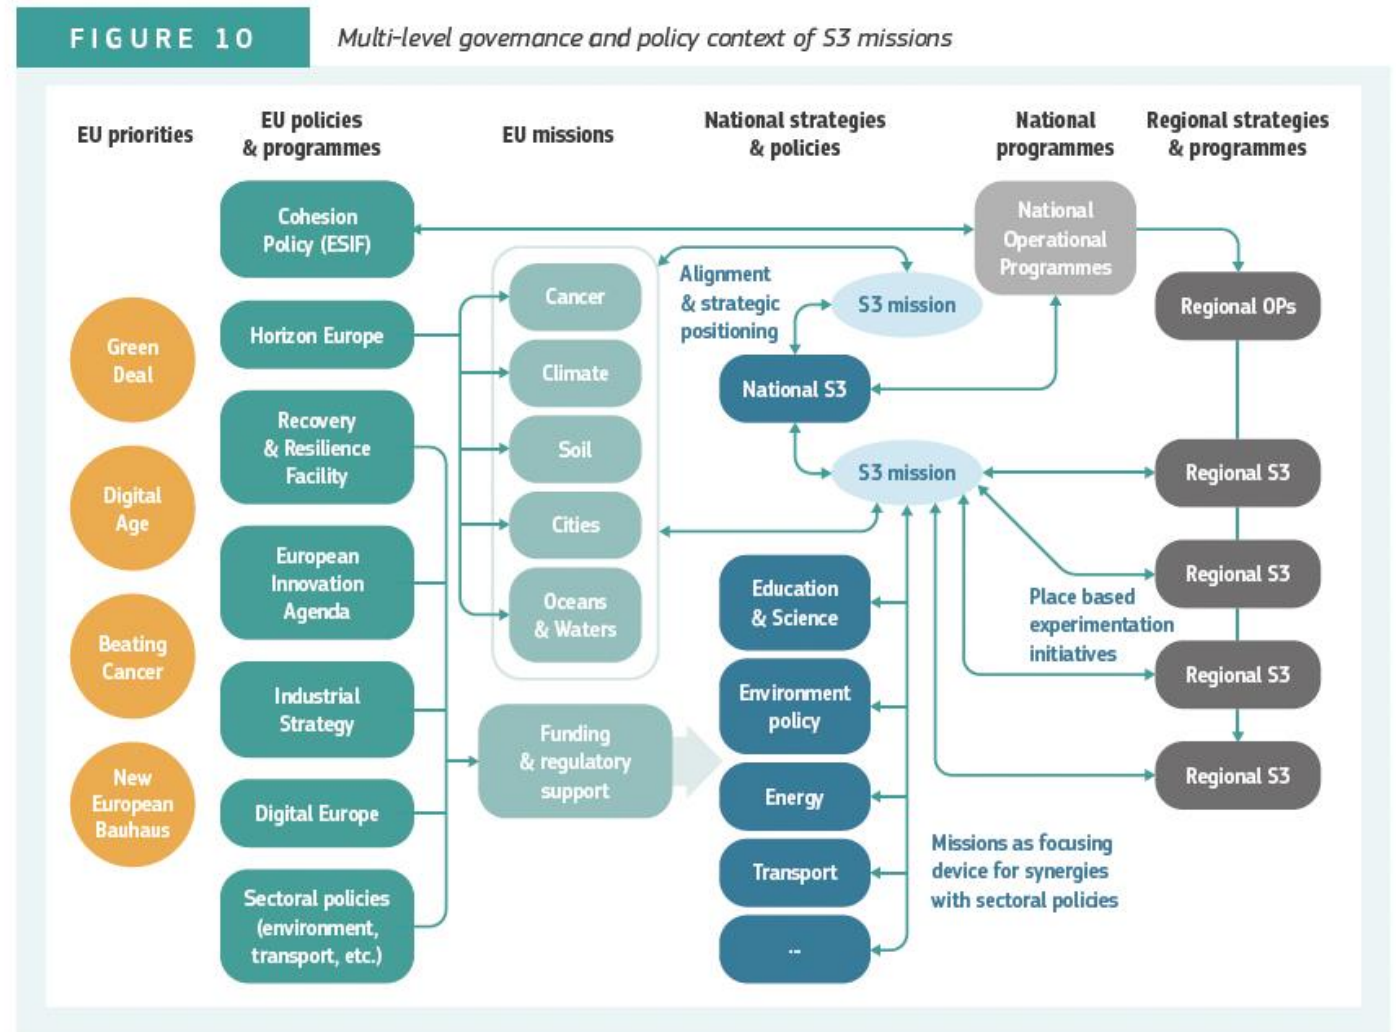 FIGURE 10
Multi-level governance and policy context of S3 missions
EU priorities
EU policies
& programmes
EU missions
National strategies
& policies
National
programmes
Regional strategies
& programmes
Green
Deal
Digital
Age
Beating
Cancer
New
European
Bauhaus
Cohesion
Policy (ESIF)
Horizon Europe
Recovery
& Resilience
Facility
European
Innovation
Agenda
Industrial
Strategy
Digital Europe
Sectoral policies
(environment,
transport, etc.)
Cancer
Climate
Soil
Cities
Oceans
& Waters
Funding
& regulatory
support
Alignment
& strategic
positioning
S3 mission
National S3
S3 mission
Education
& Science
Environment
policy
Energy
Transport
...
National
Operational
Programmes
Place based
experimentation
initiatives
Missions as focusing
device for synergies
with sectoral policies
Regional OPs
Regional S3
Regional S3
Regional S3
Regional S3